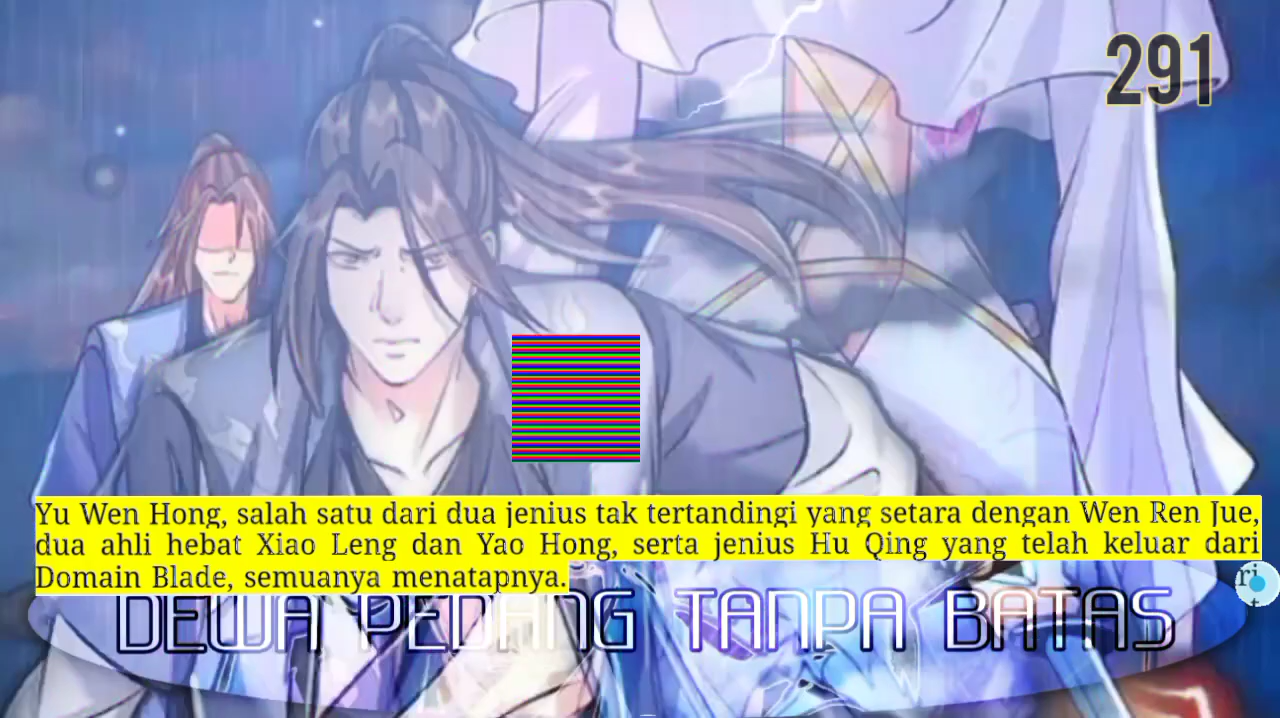 291
Yu Wen Hong, salah satu dari dua jenius tak tertandingi yang setara dengan Wen Ren Jue,
dua ahli hebat Xiao Leng dan Yao Hong, serta jenius Hu Qing yang telah keluar dari
Domain Blade, semuanya menatapnya.
DEWA PEDANG TANPA BATAS